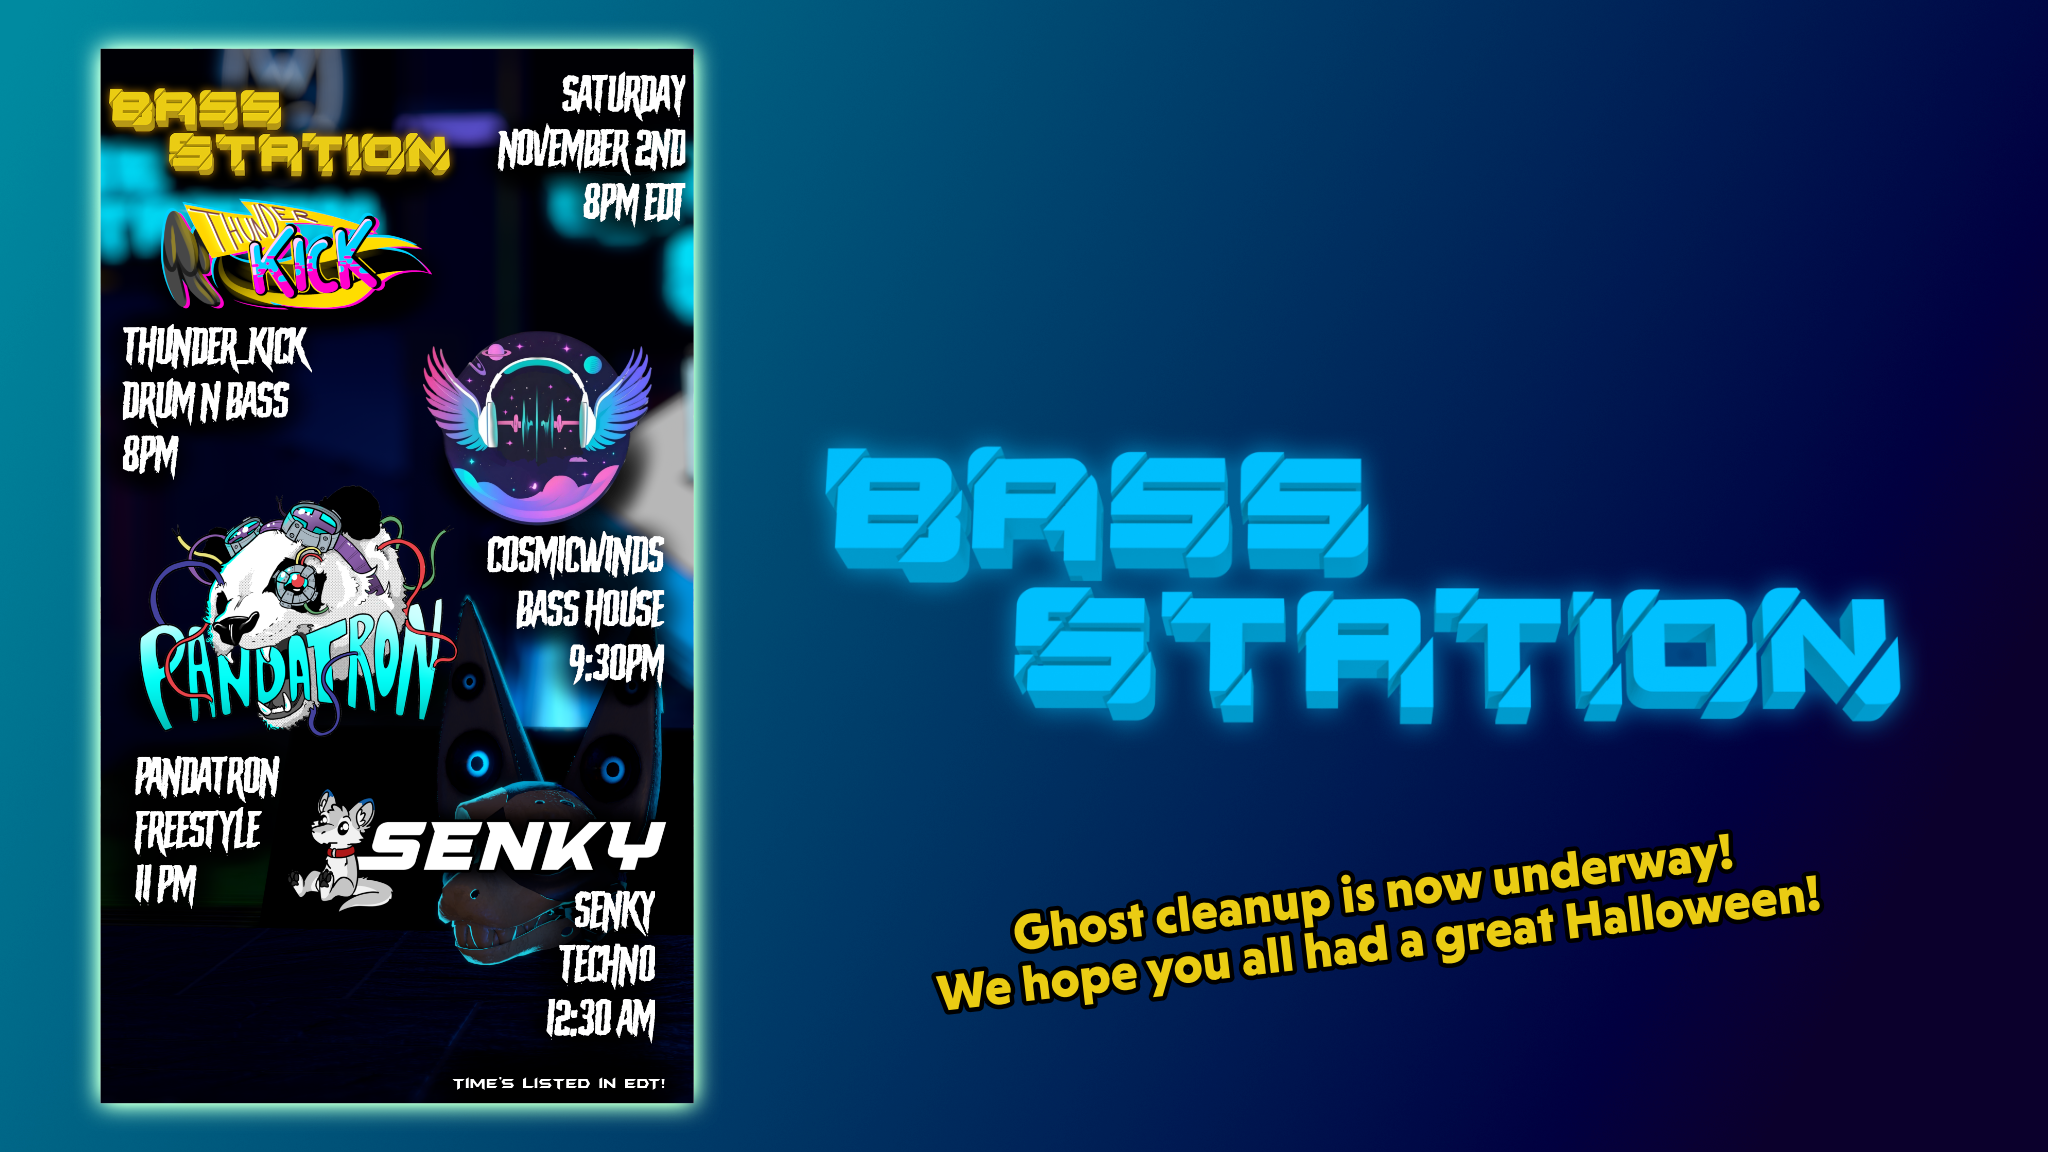 BASS
STATION
SATURDAY
NOVEMBER 2ND
8PM EDT
THUNDER
KICK
THUNDER_KICK
DRUM N BASS
8PM
COSMICWINDS
BASS HOUSE
9:30PM
PANDATRON
PANDATRON
FREESTYLE
11 PM
SENKY
SENKY
TECHNO
12:30 AM
TIME'S LISTED IN EDT!
BASS
STATION
Ghost cleanup is now underway!
We hope you all had a great Halloween!